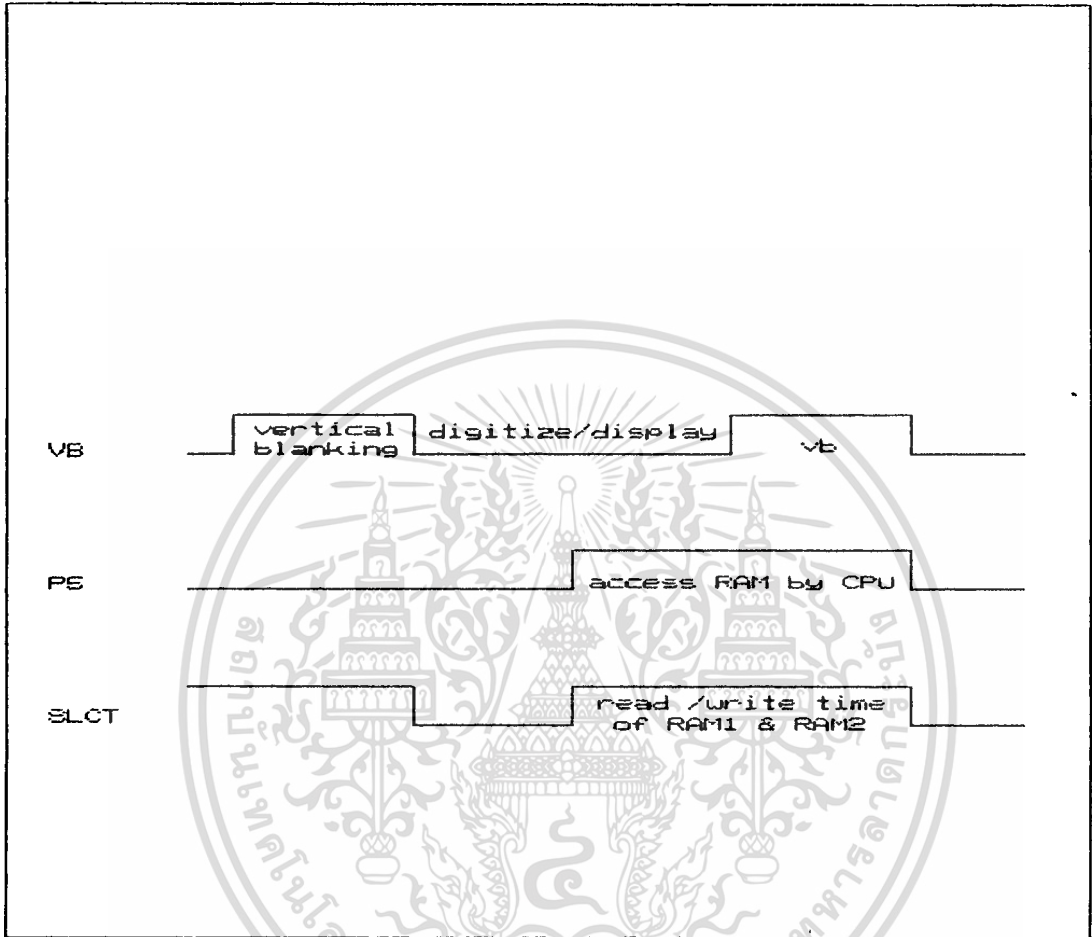 VB
vertical
blanking
digitize/display
vb
PS
access RAM by CPU
SLCT
read /write time
of RAM1 & RAM2